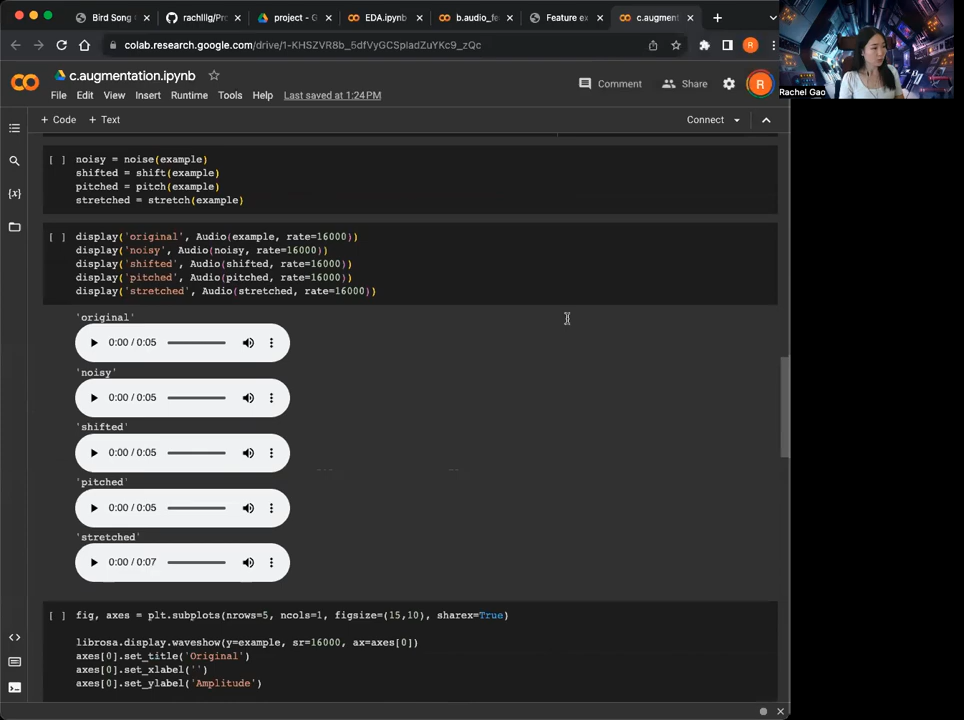 Bird Song C
rachlllg/Pro
project - G
EDA.ipynb
b.audio_fe
Feature ex
c.augment
colab.research.google.com/drive/1-KHSZVR8b_5dfVyGCSpladZuYKc9_zQc
R
Rachel Gao
c.augmentation.ipynb
Comment
Share
R
File Edit View Insert Runtime Tools Help Last saved at 1:24 PM
+ Code + Text
Connect
[ ] noisy = noise(example)
shifted = shift(example)
pitched = pitch(example)
stretched = stretch(example)
[ ] display('original', Audio(example, rate=16000))
display('noisy', Audio(noisy, rate=16000))
display('shifted', Audio(shifted, rate=16000))
display('pitched', Audio(pitched, rate=16000))
display('stretched', Audio(stretched, rate=16000))
'original'
0:00 / 0:05
'noisy'
0:00 / 0:05
'shifted'
0:00 / 0:05
'pitched'
0:00 / 0:05
'stretched'
0:00 / 0:07
[ ] fig, axes = plt.subplots(nrows=5, ncols=1, figsize=(15,10), sharex=True)
librosa.display.waveshow(y=example, sr=16000, ax=axes[0])
axes[0].set_title('Original')
axes[0].set_xlabel('')
axes[0].set_ylabel('Amplitude')